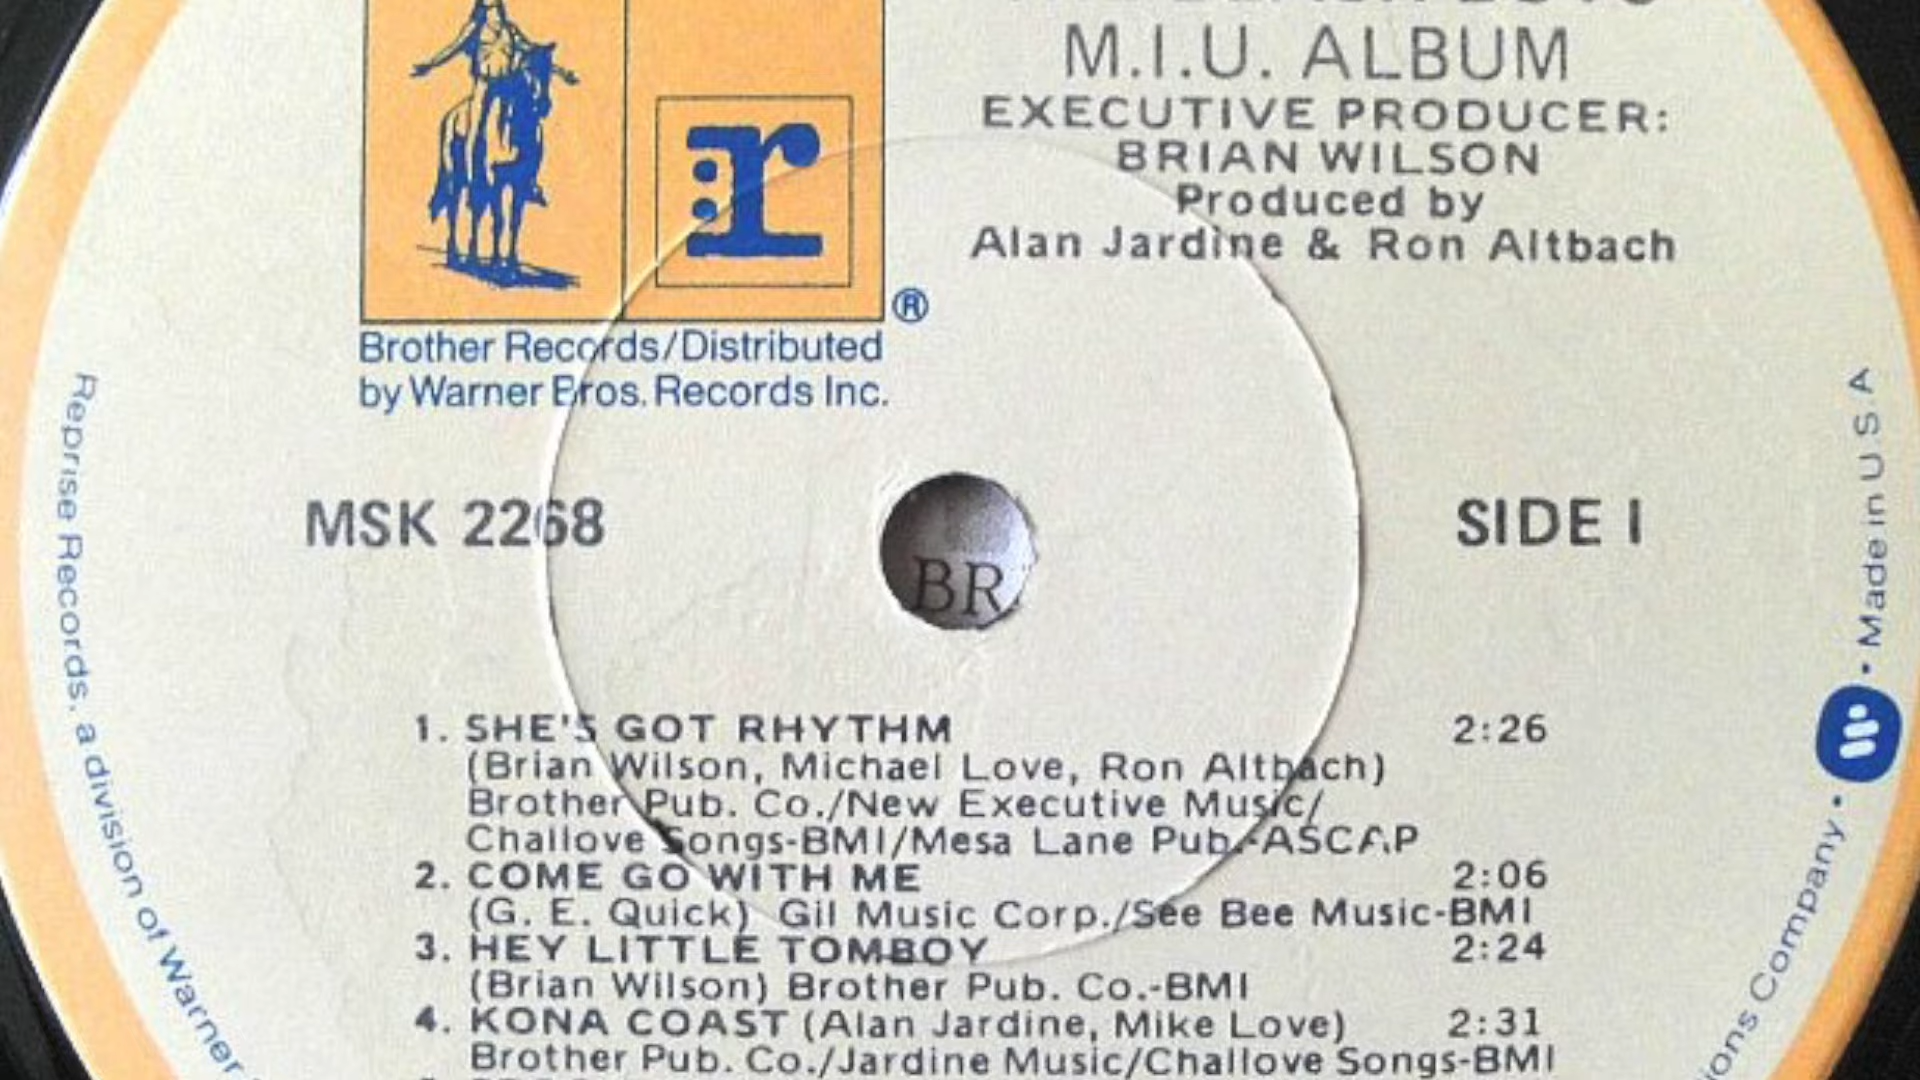 M.I.U. ALBUM
EXECUTIVE PRODUCER:
BRIAN WILSON
Produced by
Alan Jardine & Ron Altbach
r
®
Brother Records/Distributed
by Warner Bros. Records Inc.
MSK 2268
SIDE I
BR
1. SHE'S GOT RHYTHM 2:26
(Brian Wilson, Michael Love, Ron Altbach)
Brother Pub. Co./New Executive Music/
Challove Songs-BMI/Mesa Lane Pub.-ASCAP
2. COME GO WITH ME 2:06
(G. E. Quick) Gil Music Corp./See Bee Music-BMI
3. HEY LITTLE TOMBOY 2:24
(Brian Wilson) Brother Pub. Co.-BMI
4. KONA COAST (Alan Jardine, Mike Love) 2:31
Brother Pub. Co./Jardine Music/Challove Songs-BMI
Reprise Records, a division of Warner
Company • • Made in U.S.A